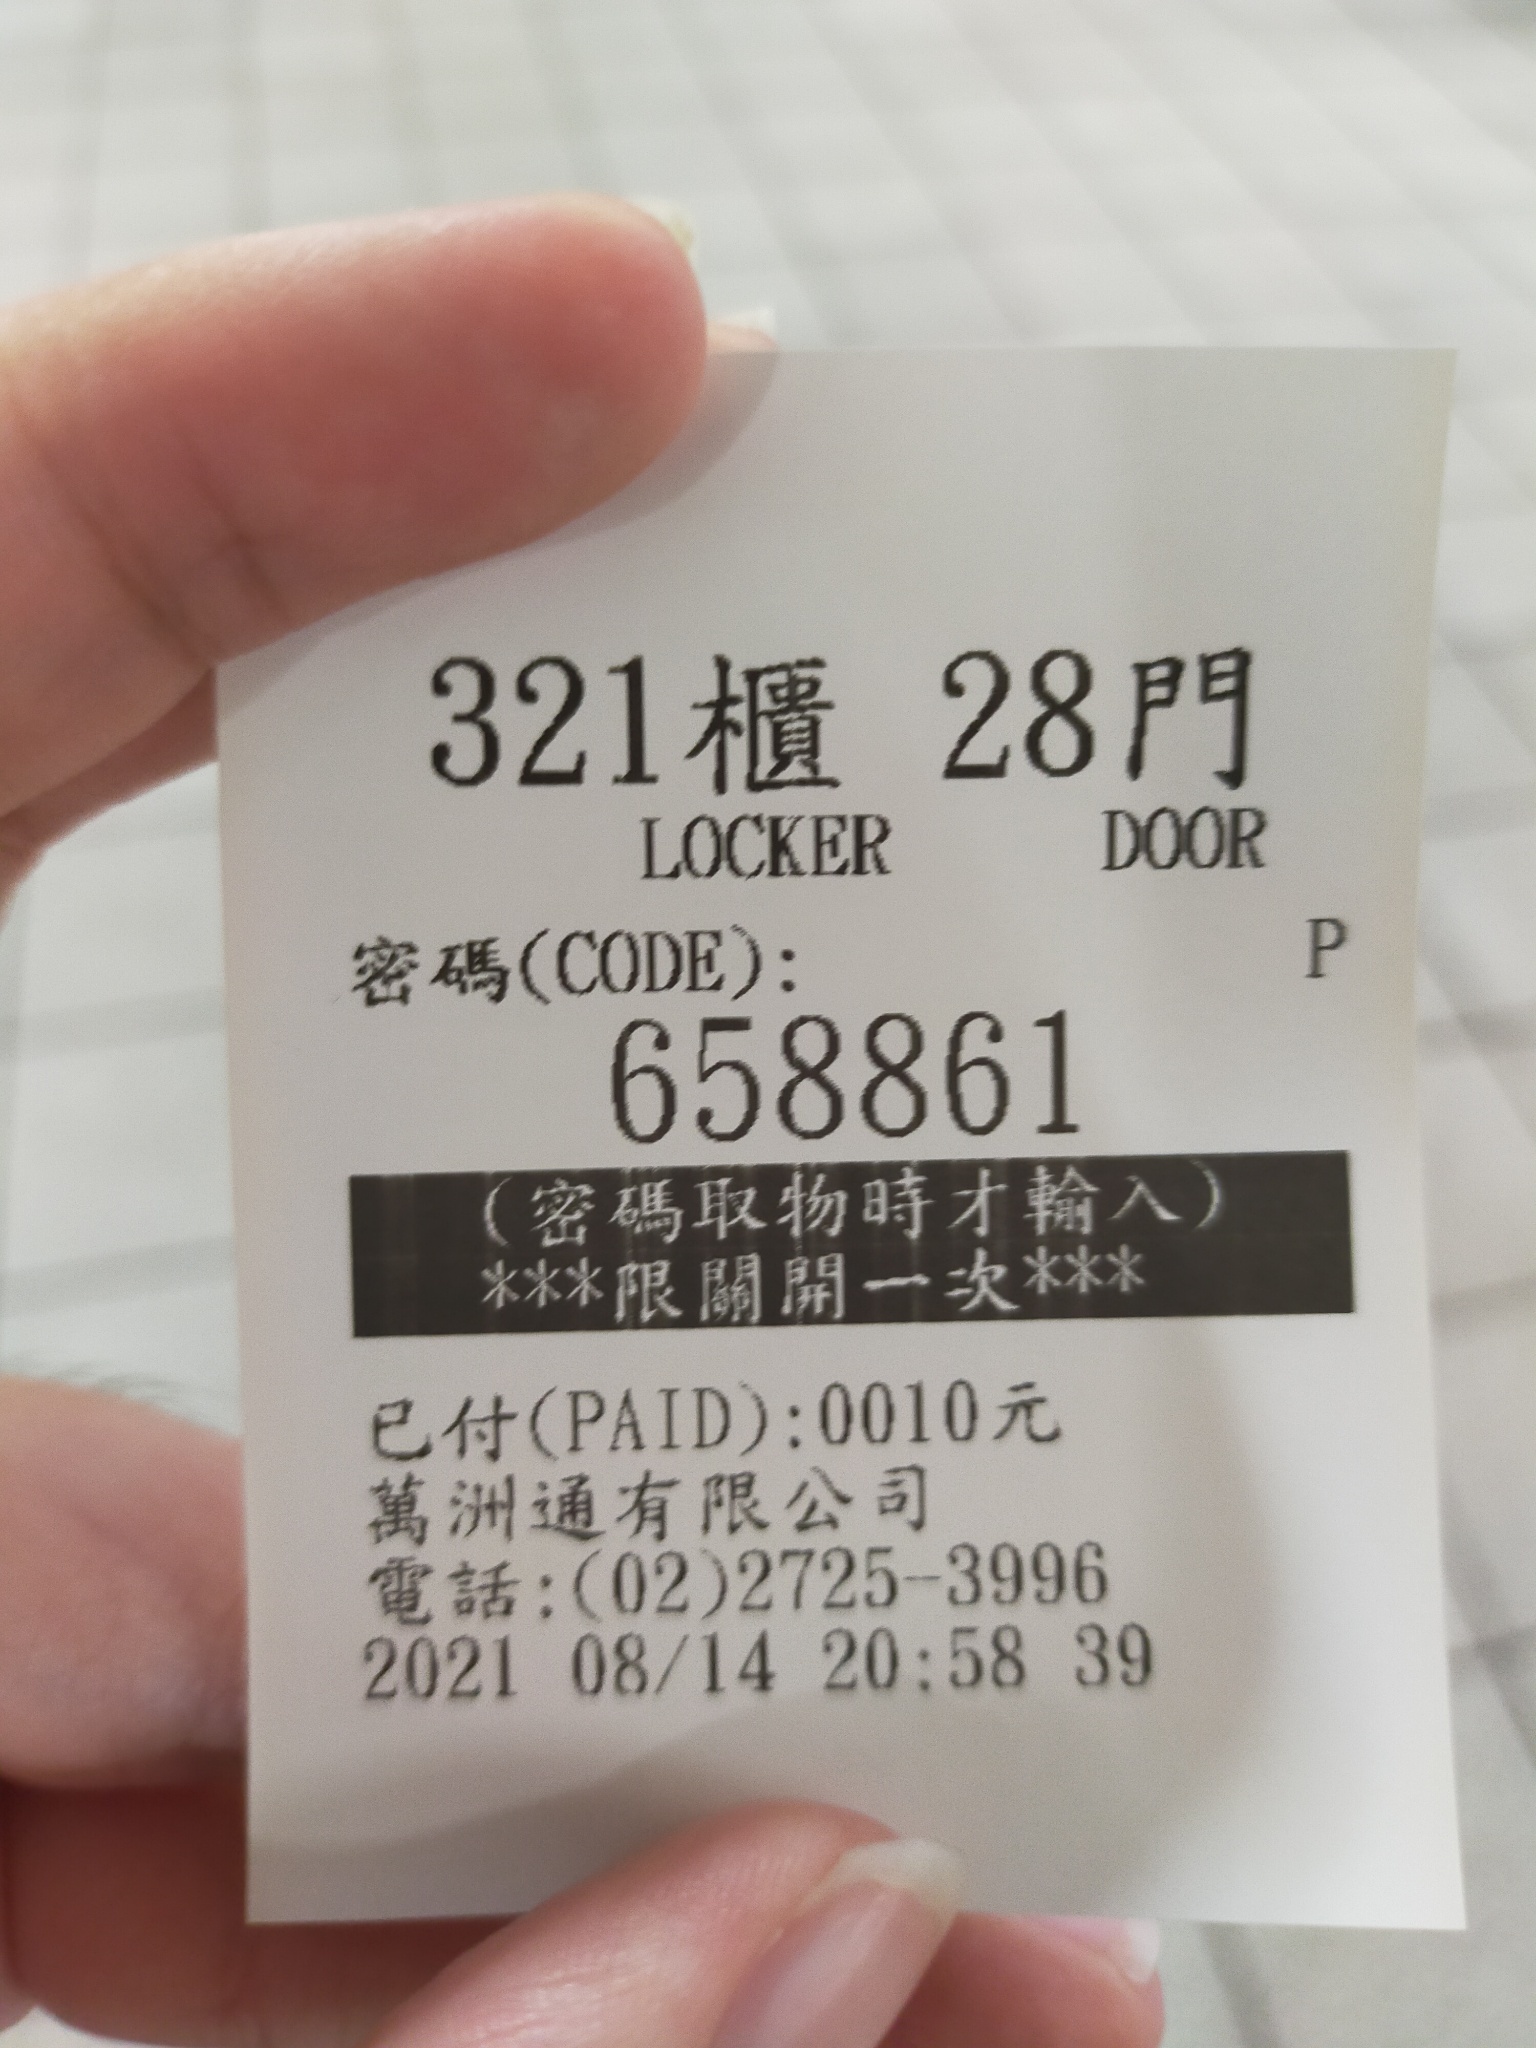 321櫃 28門
LOCKER DOOR
密碼(CODE): P
658861
(密碼取物時才輸入)
***限關開一次***
已付(PAID):0010元
萬洲通有限公司
電話:(02)2725-3996
2021 08/14 20:58 39